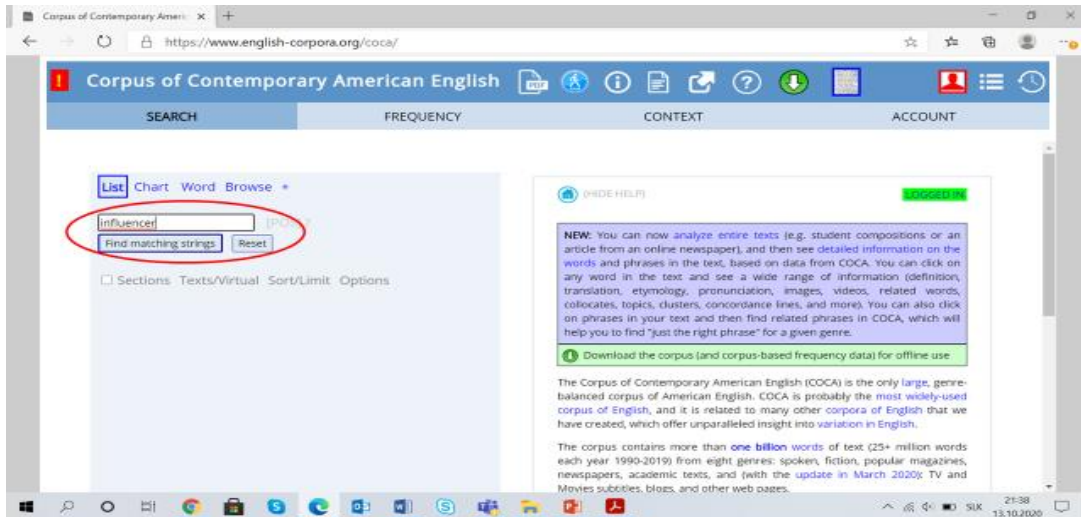 Corpus of Contemporary Americ
https://www.english-corpora.org/coca/
Corpus of Contemporary American English
SEARCH FREQUENCY CONTEXT ACCOUNT
List Chart Word Browse +
influencer [POS] ?
Find matching strings Reset
Sections Texts/Virtual Sort/Limit Options
(HIDE HELP) LOGGED IN
NEW: You can now analyze entire texts (e.g. student compositions or an
article from an online newspaper), and then see detailed information on the
words and phrases in the text, based on data from COCA. You can click on
any word in the text and see a wide range of information (definition,
translation, etymology, pronunciation, images, videos, related words,
collocates, topics, clusters, concordance lines, and more). You can also click
on phrases in your text and then find related phrases in COCA, which will
help you to find "just the right phrase" for a given genre.
Download the corpus (and corpus-based frequency data) for offline use
The Corpus of Contemporary American English (COCA) is the only large, genre-
balanced corpus of American English. COCA is probably the most widely-used
corpus of English, and it is related to many other corpora of English that we
have created, which offer unparalleled insight into variation in English.
The corpus contains more than one billion words of text (25+ million words
each year 1990-2019) from eight genres: spoken, fiction, popular magazines,
newspapers, academic texts, and (with the update in March 2020): TV and
Movies subtitles, blogs, and other web pages.
SLK 21:38
13.10.2020